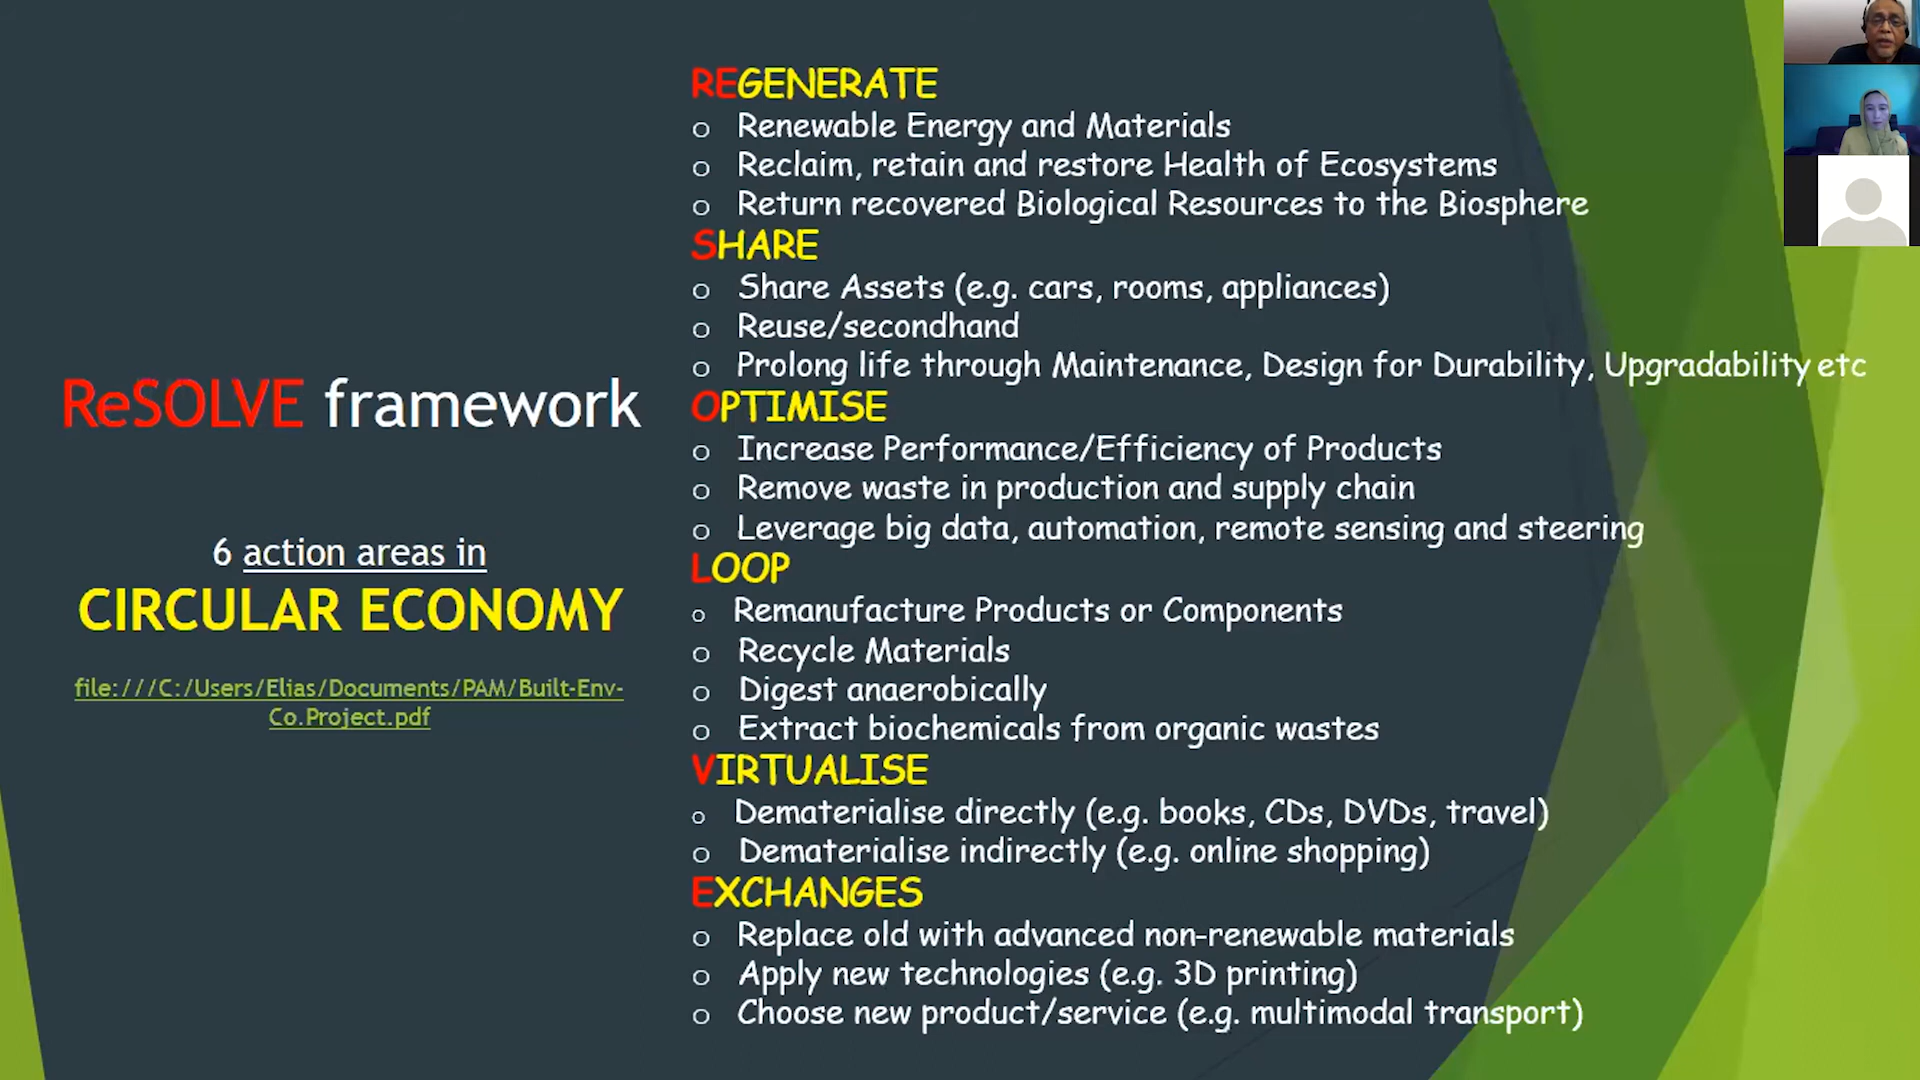 ReSOLVE framework
6 action areas in
CIRCULAR ECONOMY
file:///C:/Users/Elias/Documents/PAM/Built-Env-
Co.Project.pdf
REGENERATE
o Renewable Energy and Materials
o Reclaim, retain and restore Health of Ecosystems
o Return recovered Biological Resources to the Biosphere
SHARE
o Share Assets (e.g. cars, rooms, appliances)
o Reuse/secondhand
o Prolong life through Maintenance, Design for Durability, Upgradability etc
OPTIMISE
o Increase Performance/Efficiency of Products
o Remove waste in production and supply chain
o Leverage big data, automation, remote sensing and steering
LOOP
o Remanufacture Products or Components
o Recycle Materials
o Digest anaerobically
o Extract biochemicals from organic wastes
VIRTUALISE
o Dematerialise directly (e.g. books, CDs, DVDs, travel)
o Dematerialise indirectly (e.g. online shopping)
EXCHANGES
o Replace old with advanced non-renewable materials
o Apply new technologies (e.g. 3D printing)
o Choose new product/service (e.g. multimodal transport)